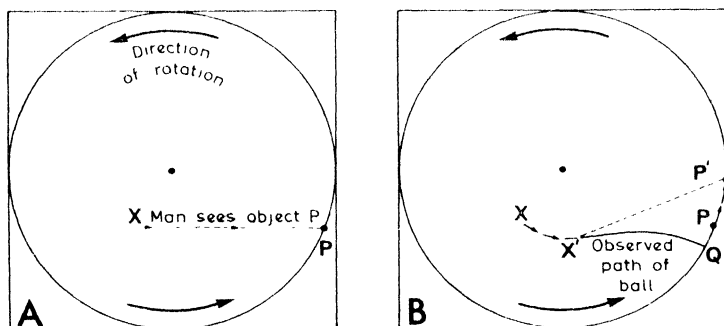 Direction
of rotation
X Man sees object P
P
A
X
X'
P'
P
Q
Observed
path of
ball
B